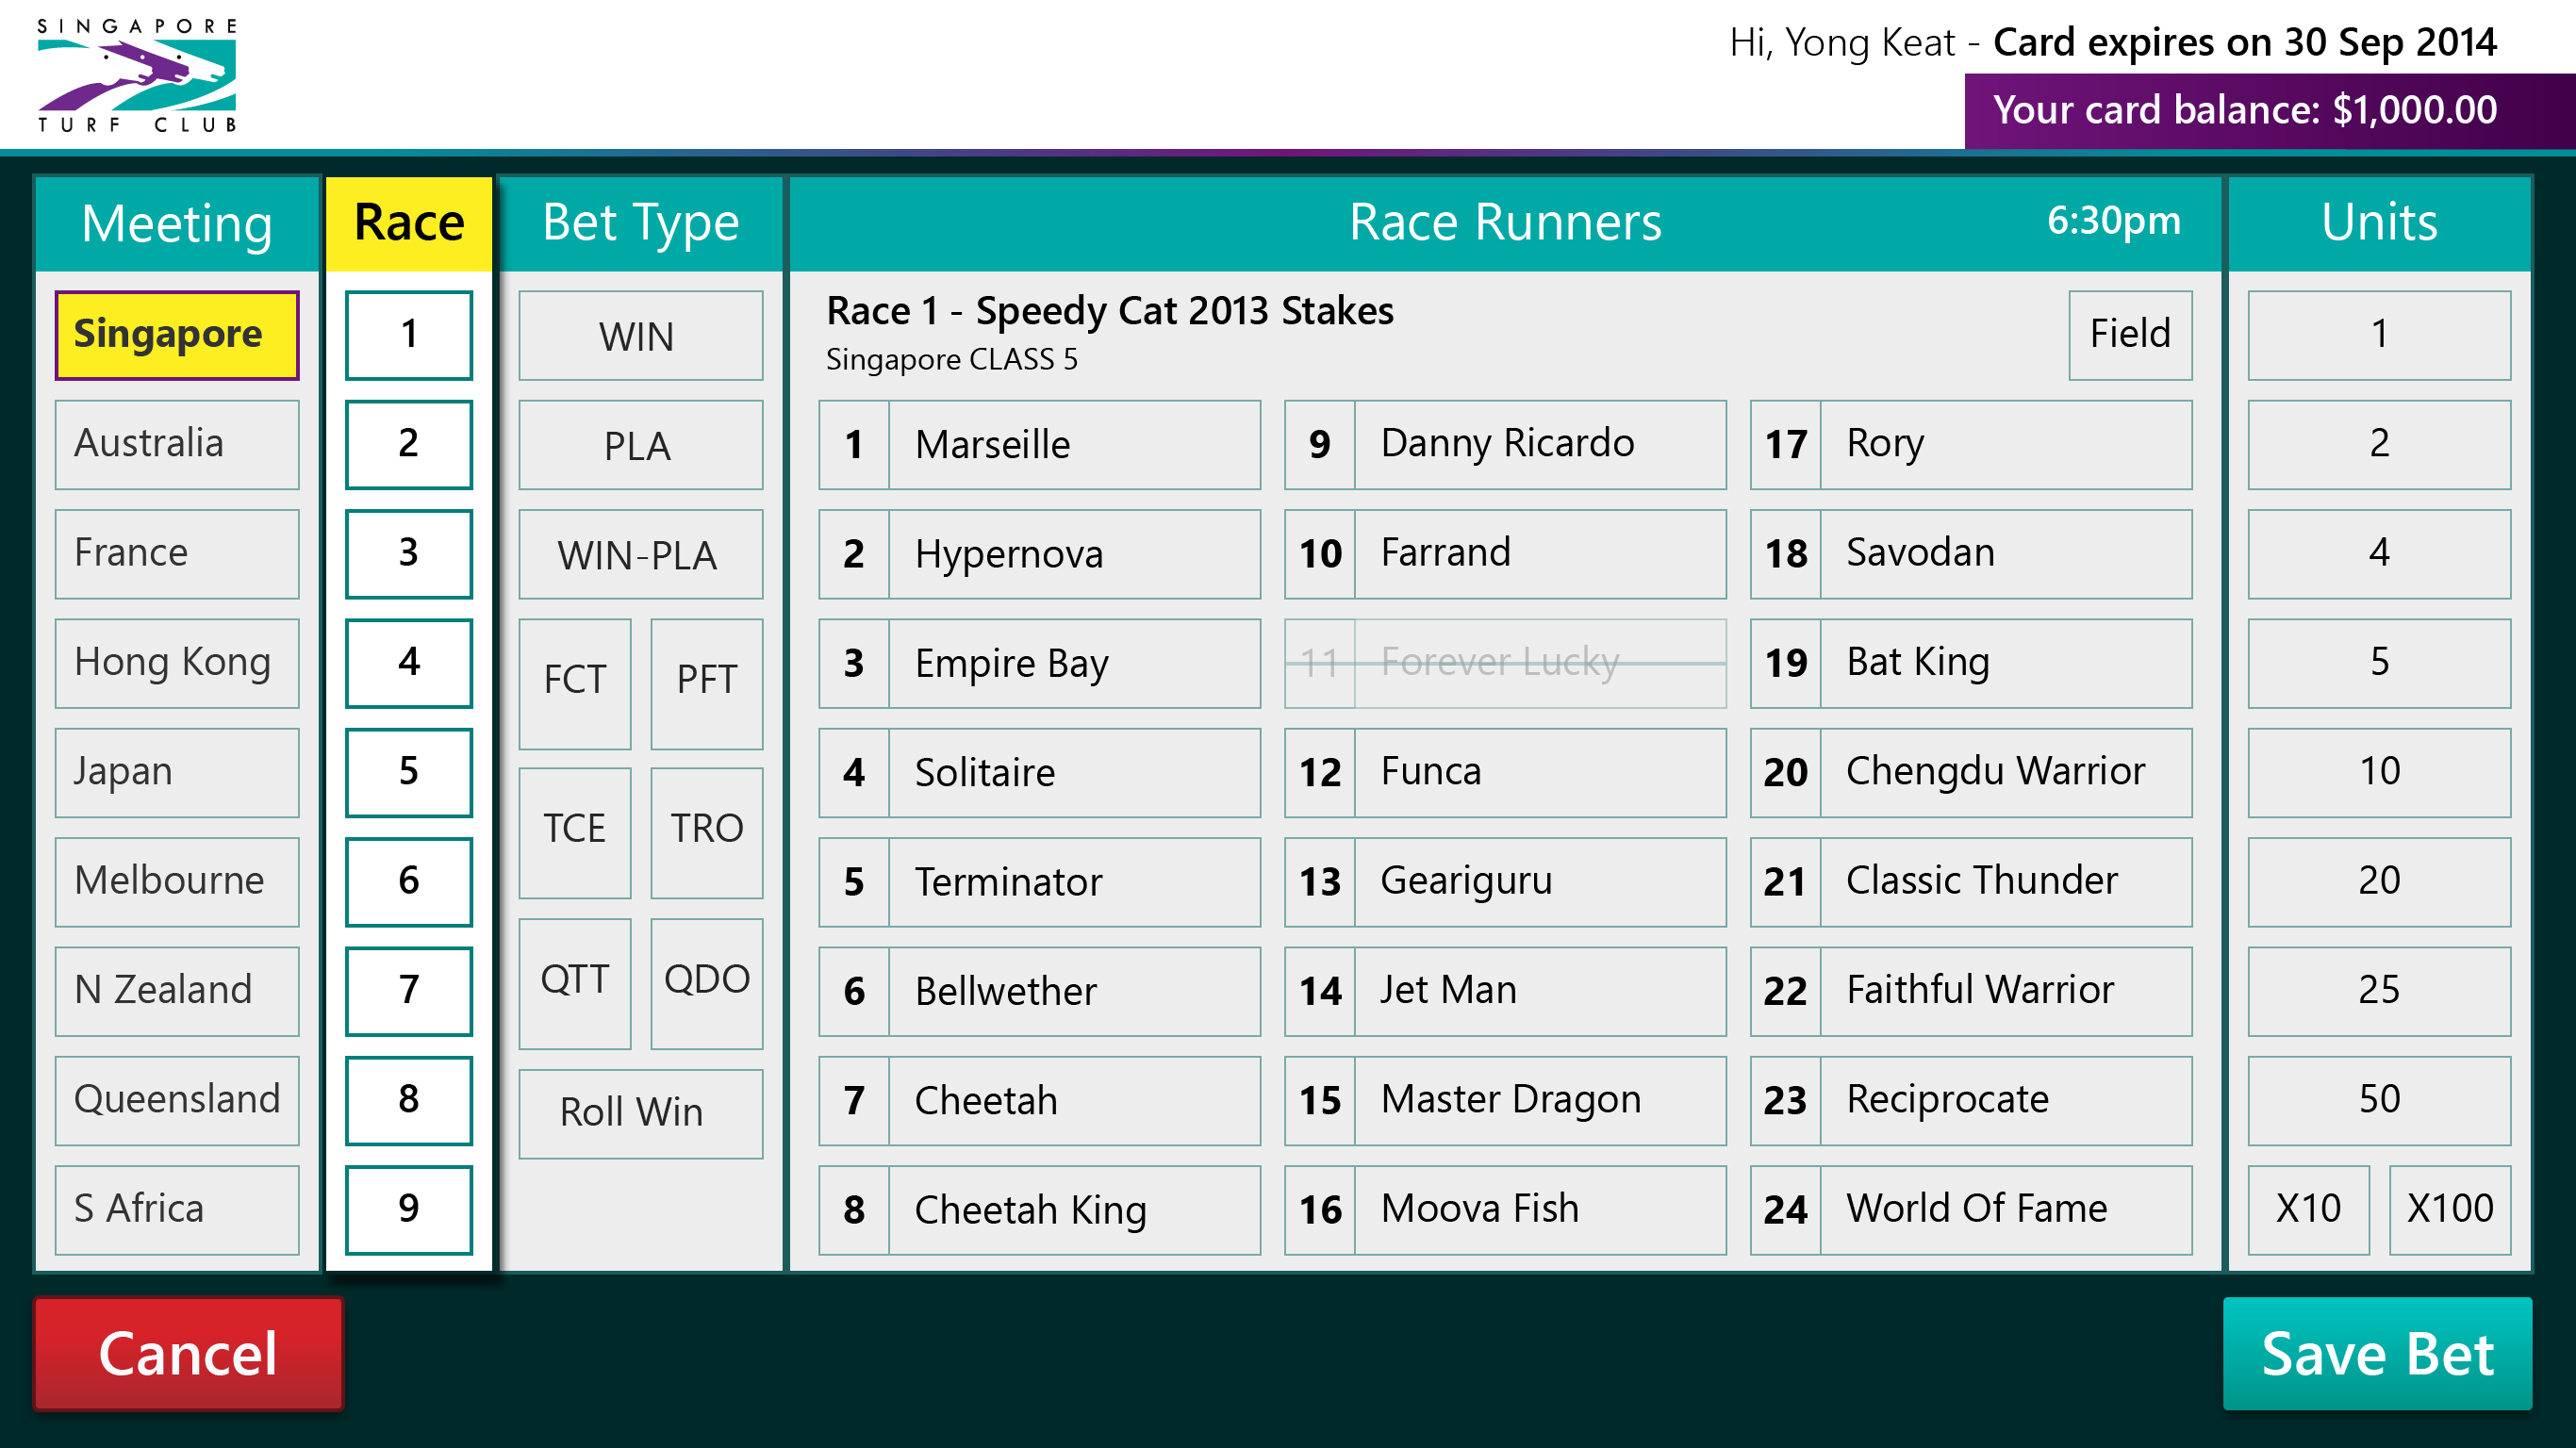 SINGAPORE
TURF CLUB
Hi, Yong Keat - Card expires on 30 Sep 2014
Your card balance: $1,000.00
Meeting
Singapore
Australia
France
Hong Kong
Japan
Melbourne
N Zealand
Queensland
S Africa
Race
1
2
3
4
5
6
7
8
9
Bet Type
WIN
PLA
WIN-PLA
FCT PFT
TCE TRO
QTT QDO
Roll Win
Race Runners 6:30pm
Race 1 - Speedy Cat 2013 Stakes
Singapore CLASS 5
Field
1 Marseille
2 Hypernova
3 Empire Bay
4 Solitaire
5 Terminator
6 Bellwether
7 Cheetah
8 Cheetah King
9 Danny Ricardo
10 Farrand
11 Forever Lucky
12 Funca
13 Geariguru
14 Jet Man
15 Master Dragon
16 Moova Fish
17 Rory
18 Savodan
19 Bat King
20 Chengdu Warrior
21 Classic Thunder
22 Faithful Warrior
23 Reciprocate
24 World Of Fame
Units
1
2
4
5
10
20
25
50
X10 X100
Cancel
Save Bet